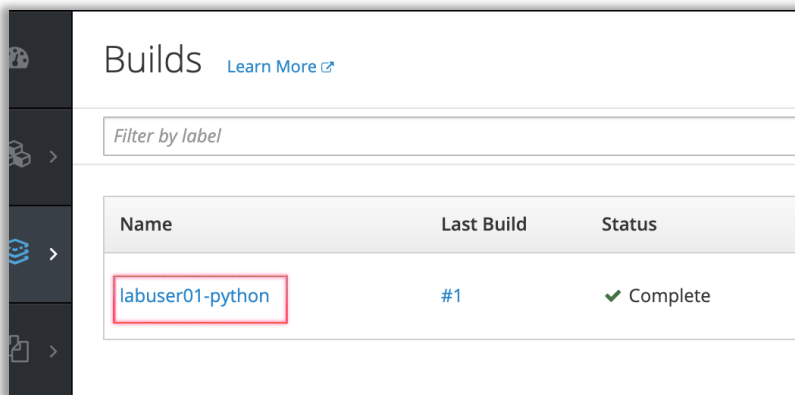 Builds Learn More
Filter by label
Name Last Build Status
labuser01-python #1 Complete